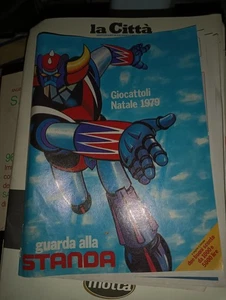 la Città
Giocattoli
Natale 1979
guarda alla
STANDA
motta